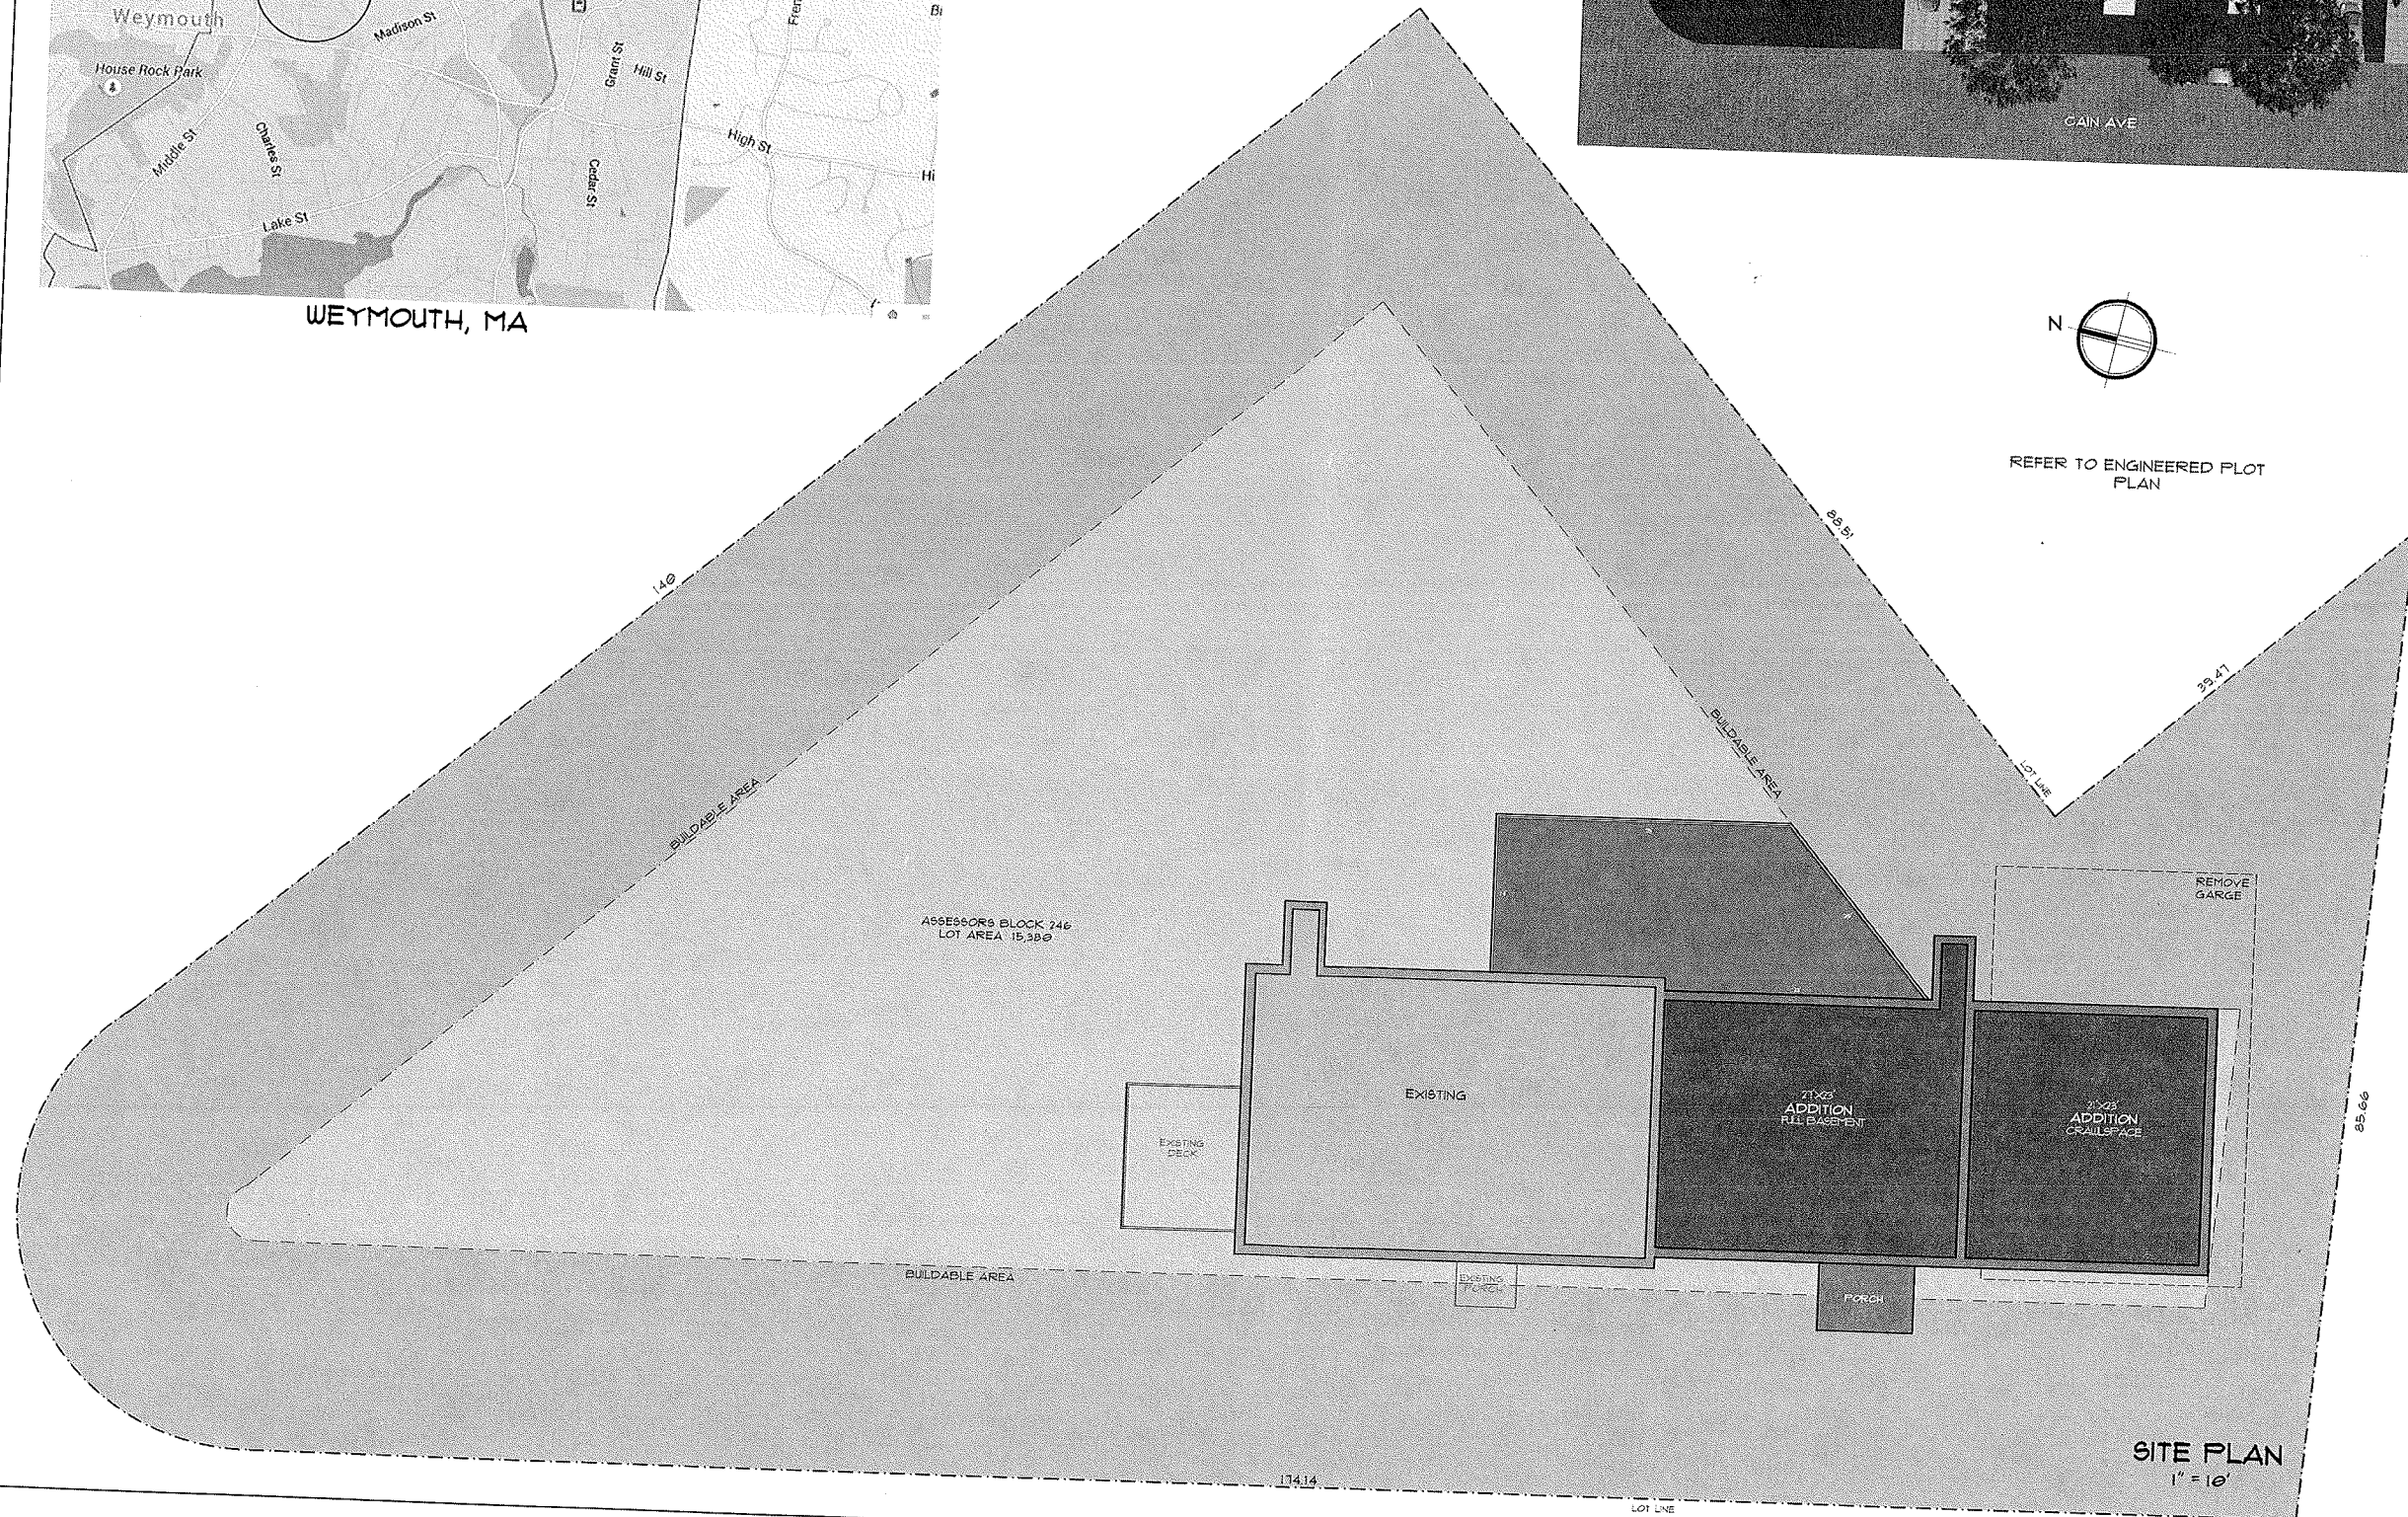 Weymouth
Madison St
House Rock Park
Middle St
Charles St
Grant St
Hill St
High St
Hi
Cedar St
Lake St
WEYMOUTH, MA
CAIN AVE
N
REFER TO ENGINEERED PLOT
PLAN
140
88.51
39.47
LOT LINE
BUILDABLE AREA
BUILDABLE AREA
REMOVE
GARGE
ASSESSORS BLOCK 246
LOT AREA 15,380
EXISTING
EXISTING
DECK
27'X23'
ADDITION
FULL BASEMENT
ADDITION
CRAWLSPACE
85.66
BUILDABLE AREA
EXISTING
PORCH
PORCH
SITE PLAN
1" = 10'
174.14
LOT LINE